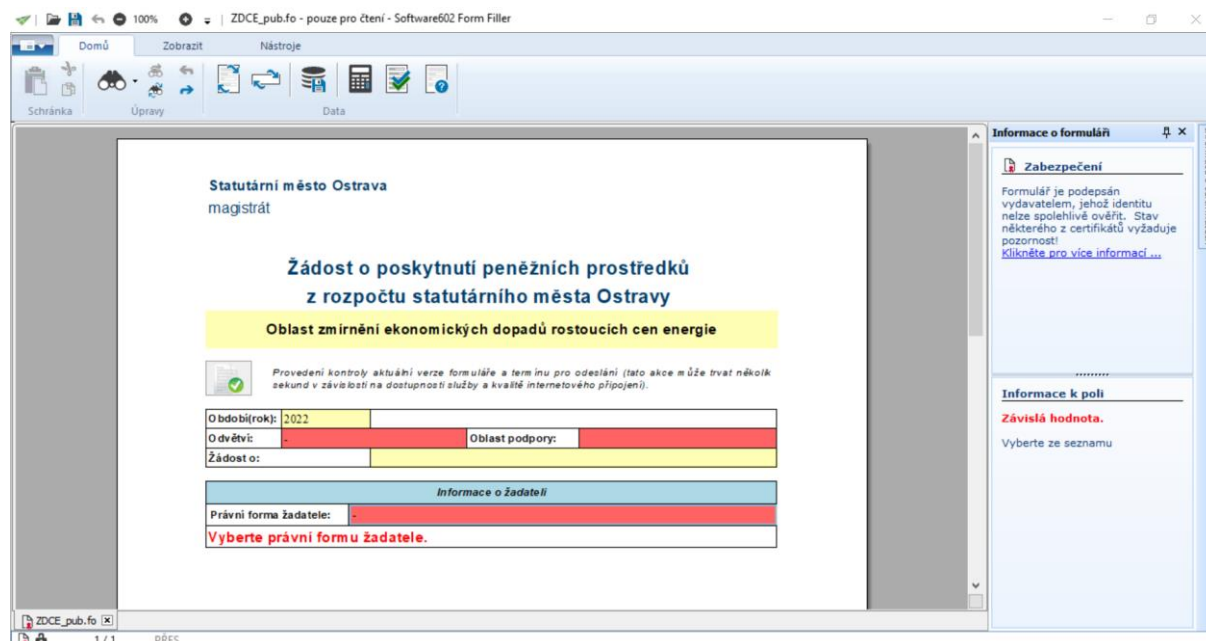 100%
ZDCE_pub.fo - pouze pro čtení - Software602 Form Filler
Domů Zobrazit Nástroje
Schránka Úpravy Data
Statutární město Ostrava
magistrát
Žádost o poskytnutí peněžních prostředků
z rozpočtu statutárního města Ostravy
Oblast zmírnění ekonomických dopadů rostoucích cen energie
Provedení kontroly aktuální verze formuláře a termínu pro odeslání (tato akce může trvat několik
sekund v závislosti na dostupnosti služby a kvalitě internetového připojení).
Období(rok): 2022
Odvětví: - Oblast podpory:
Žádost o:
Informace o žadateli
Právní forma žadatele: -
Vyberte právní formu žadatele.
Informace o formuláři
Zabezpečení
Formulář je podepsán
vydavatelem, jehož identitu
nelze spolehlivě ověřit. Stav
některého z certifikátů vyžaduje
pozornost!
Klikněte pro více informací ...
Informace k poli
Závislá hodnota.
Vyberte ze seznamu
ZDCE_pub.fo
1/1 PŘES